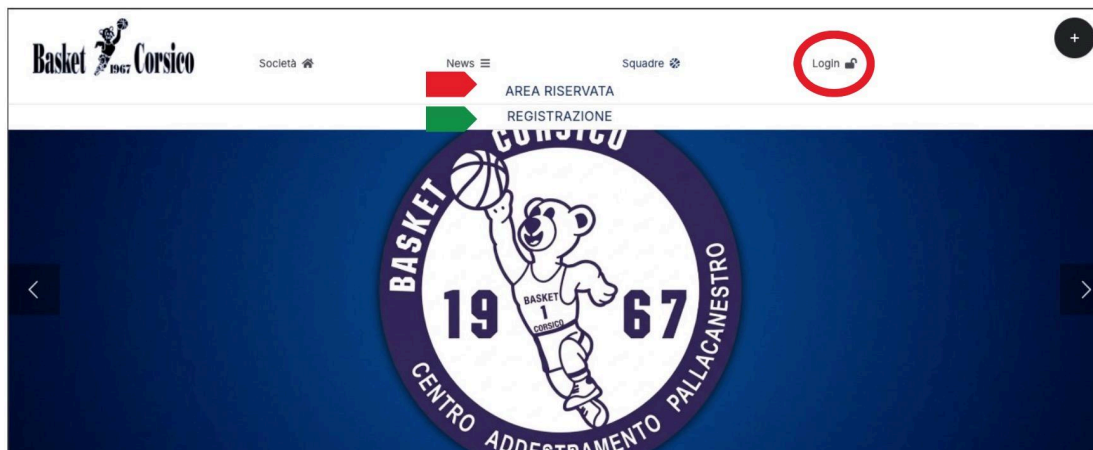 Basket 1967 Corsico
Società
News
Squadre
Login
+
AREA RISERVATA
REGISTRAZIONE
BASKET CORSICO
19 67
BASKET
1
CORSICO
CENTRO ADDESTRAMENTO PALLACANESTRO